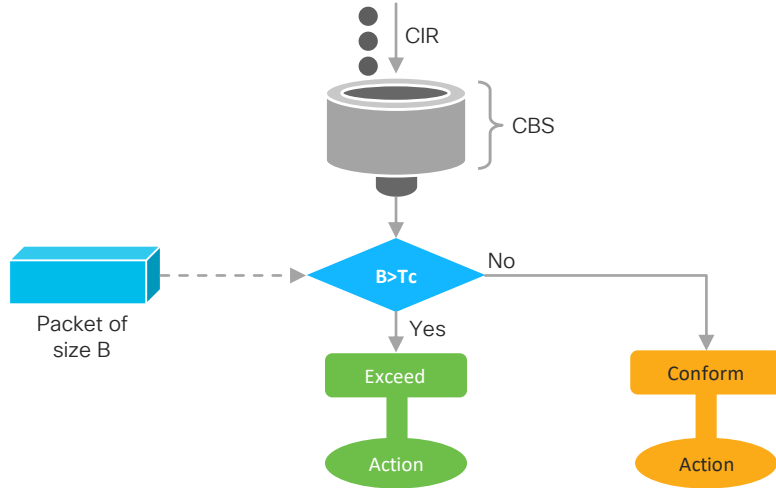 CIR
CBS
B>Tc
No
Packet of
size B
Yes
Exceed
Conform
Action
Action